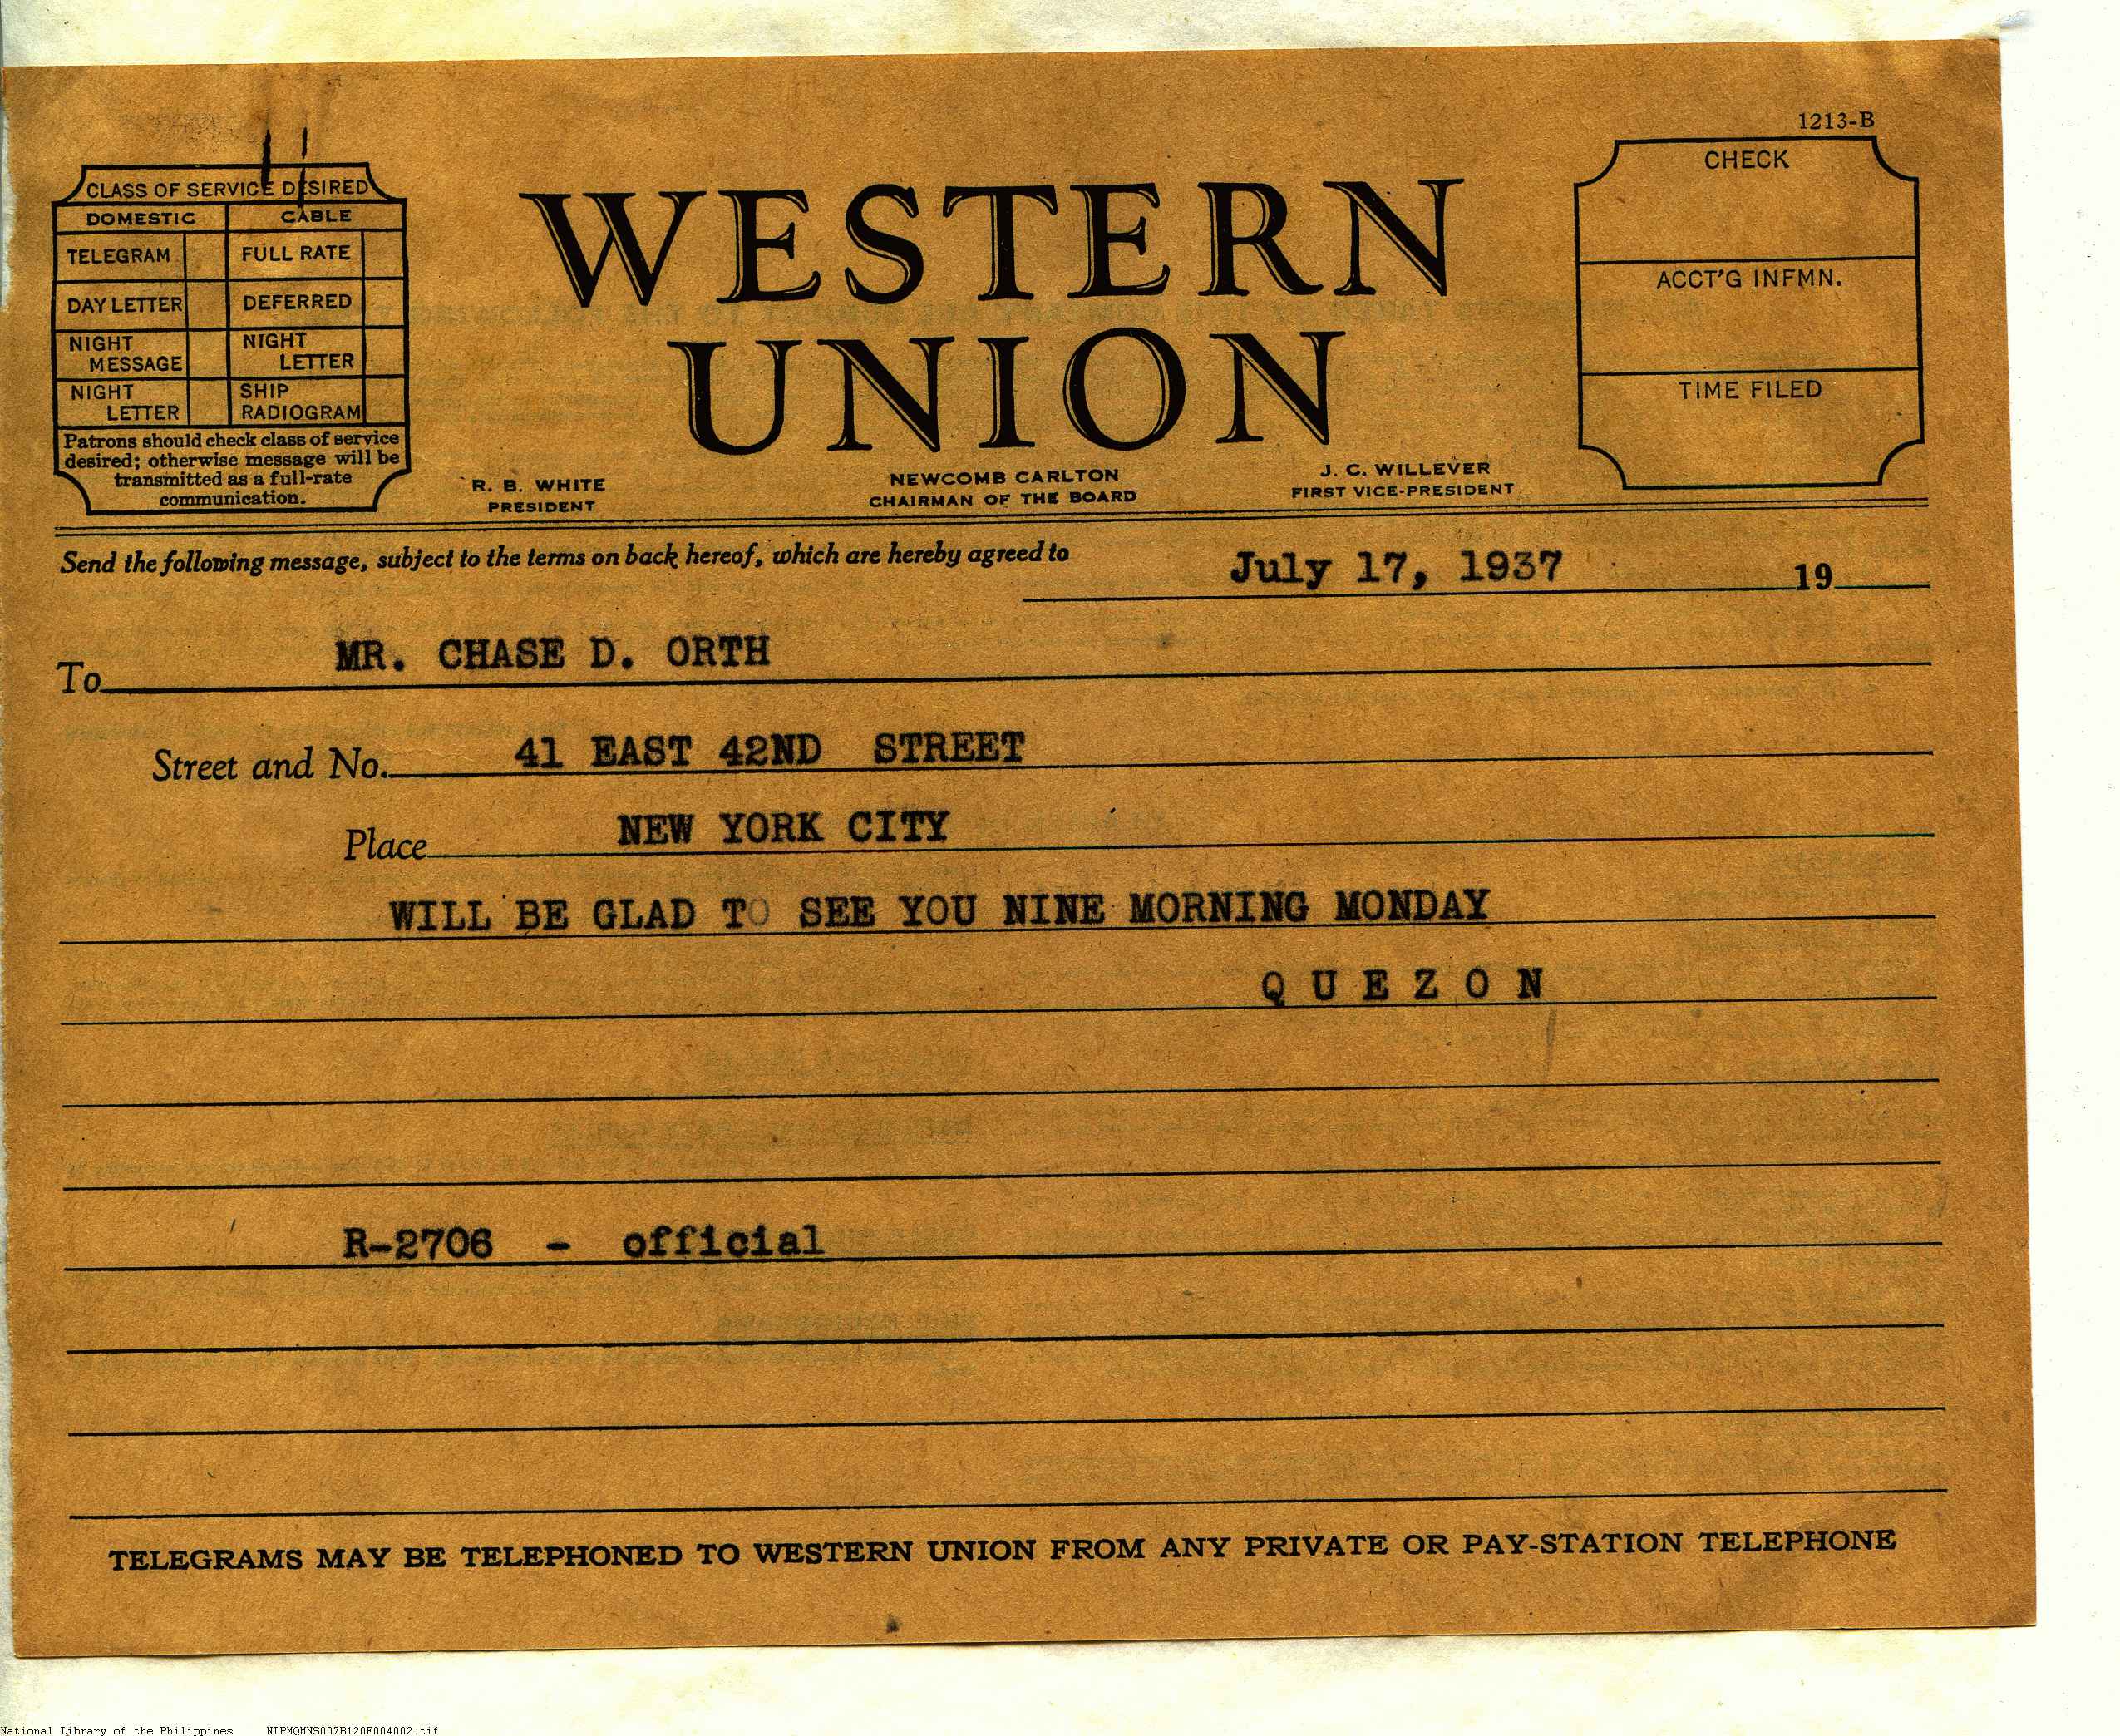 1213-B
CLASS OF SERVICE DESIRED
DOMESTIC CABLE
TELEGRAM FULL RATE
DAY LETTER DEFERRED
NIGHT MESSAGE NIGHT LETTER
NIGHT LETTER SHIP RADIOGRAM
Patrons should check class of service
desired; otherwise message will be
transmitted as a full-rate
communication.
WESTERN
UNION
R. B. WHITE
PRESIDENT
NEWCOMB CARLTON
CHAIRMAN OF THE BOARD
J. C. WILLEVER
FIRST VICE-PRESIDENT
CHECK
ACCT'G INFMN.
TIME FILED
Send the following message, subject to the terms on back hereof, which are hereby agreed to
July 17, 1937 19
To MR. CHASE D. ORTH
Street and No. 41 EAST 42ND STREET
Place NEW YORK CITY
WILL BE GLAD TO SEE YOU NINE MORNING MONDAY
Q U E Z O N
R-2706 - official
TELEGRAMS MAY BE TELEPHONED TO WESTERN UNION FROM ANY PRIVATE OR PAY-STATION TELEPHONE
National Library of the Philippines NLPMQMNS007B120F004002.tif